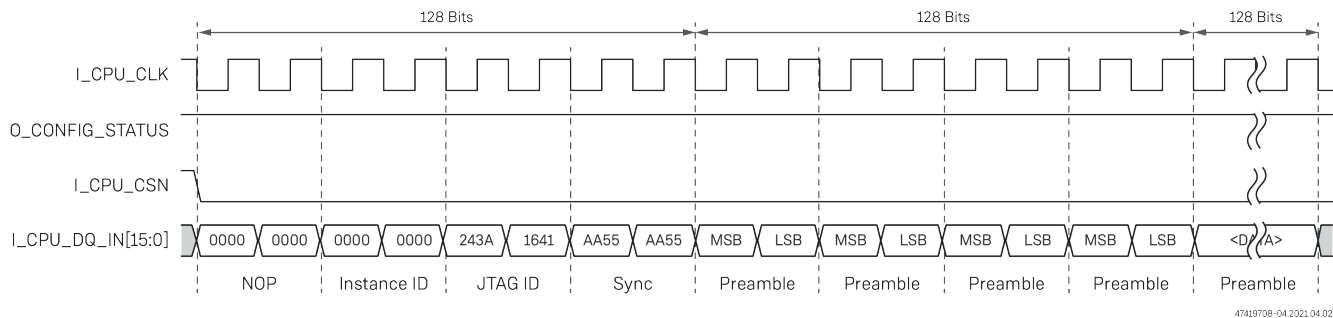 128 Bits 128 Bits 128 Bits
I_CPU_CLK
O_CONFIG_STATUS
I_CPU_CSN
I_CPU_DQ_IN[15:0] 0000 0000 0000 0000 243A 1641 AA55 AA55 MSB LSB MSB LSB MSB LSB MSB LSB <DATA>
NOP Instance ID JTAG ID Sync Preamble Preamble Preamble Preamble Preamble
47419708-04.2021.04.02